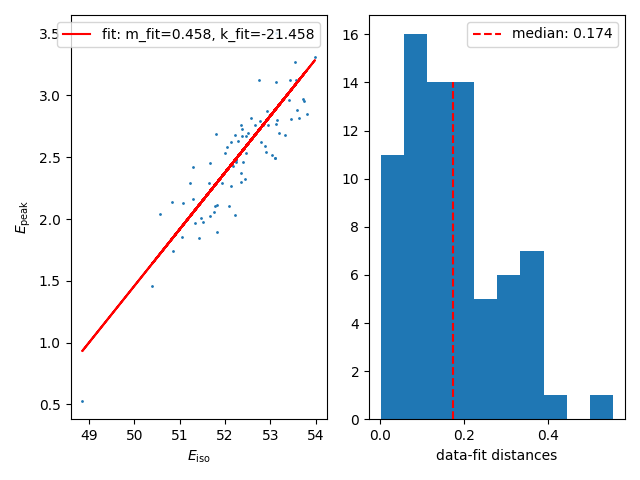 fit: m_fit=0.458, k_fit=-21.458
3.5
3.0
2.5
2.0
1.5
1.0
0.5
E_peak
49 50 51 52 53 54
E_iso
median: 0.174
16
14
12
10
8
6
4
2
0
0.0 0.2 0.4
data-fit distances